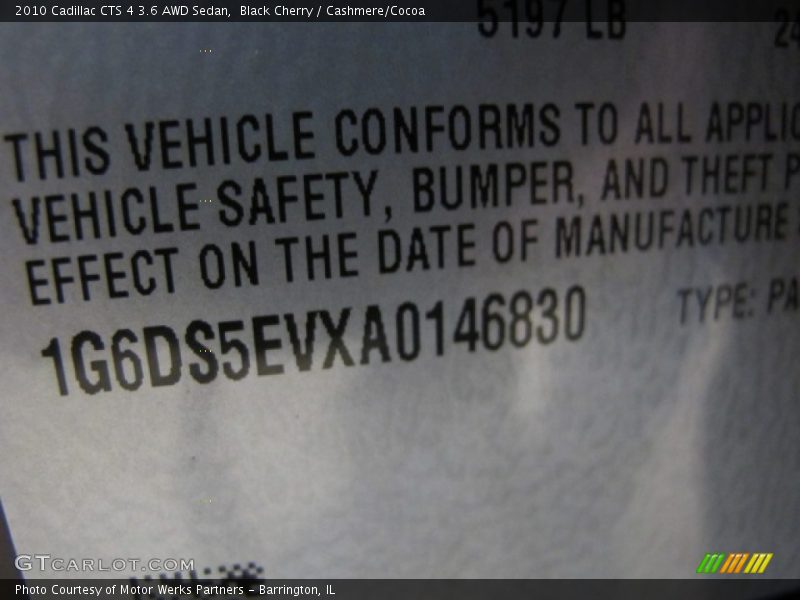 2010 Cadillac CTS 4 3.6 AWD Sedan, Black Cherry / Cashmere/Cocoa
5197 LB
THIS VEHICLE CONFORMS TO ALL APPLIC
VEHICLE SAFETY, BUMPER, AND THEFT P
EFFECT ON THE DATE OF MANUFACTURE
1G6DS5EVXA0146830 TYPE: PA
GTCARLOT.COM
Photo Courtesy of Motor Werks Partners - Barrington, IL